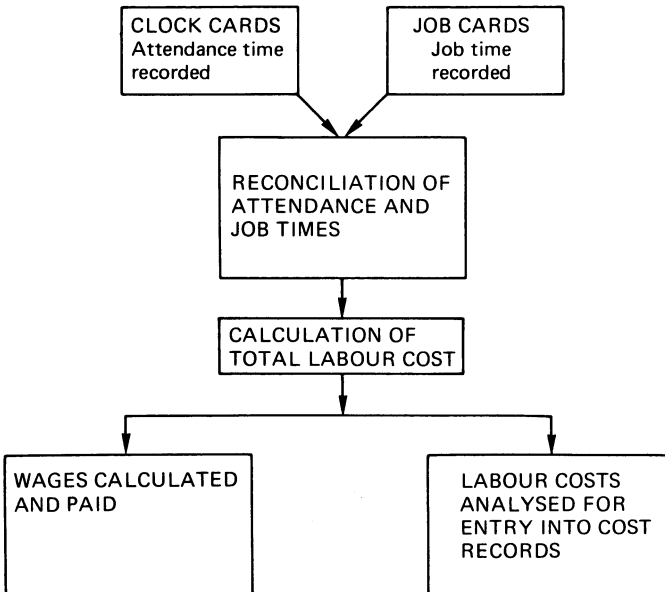 CLOCK CARDS
Attendance time
recorded
JOB CARDS
Job time
recorded
RECONCILIATION OF
ATTENDANCE AND
JOB TIMES
CALCULATION OF
TOTAL LABOUR COST
WAGES CALCULATED
AND PAID
LABOUR COSTS
ANALYSED FOR
ENTRY INTO COST
RECORDS